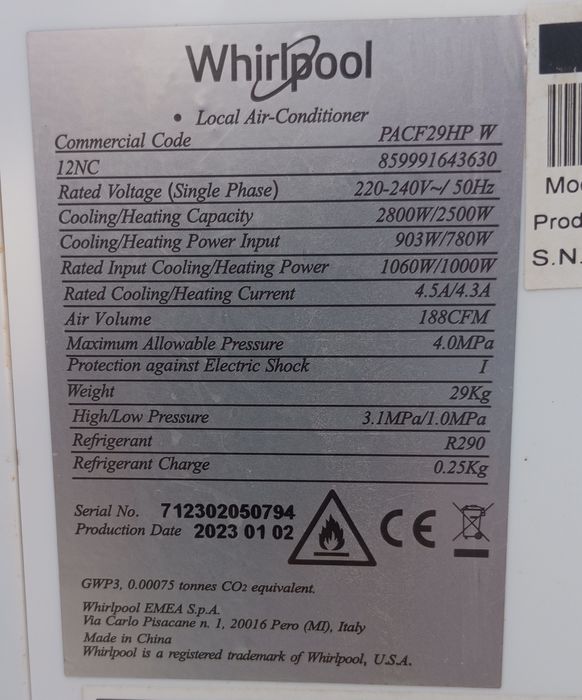 Whirlpool
• Local Air-Conditioner
Commercial Code PACF29HP W
12NC 859991643630
Rated Voltage (Single Phase) 220-240V~/ 50Hz
Cooling/Heating Capacity 2800W/2500W
Cooling/Heating Power Input 903W/780W
Rated Input Cooling/Heating Power 1060W/1000W
Rated Cooling/Heating Current 4.5A/4.3A
Air Volume 188CFM
Maximum Allowable Pressure 4.0MPa
Protection against Electric Shock I
Weight 29Kg
High/Low Pressure 3.1MPa/1.0MPa
Refrigerant R290
Refrigerant Charge 0.25Kg
Serial No. 712302050794
Production Date 2023 01 02
CE
GWP3, 0.00075 tonnes CO2 equivalent.
Whirlpool EMEA S.p.A.
Via Carlo Pisacane n. 1, 20016 Pero (MI), Italy
Made in China
Whirlpool is a registered trademark of Whirlpool, U.S.A.
Mo
Prod
S.N.